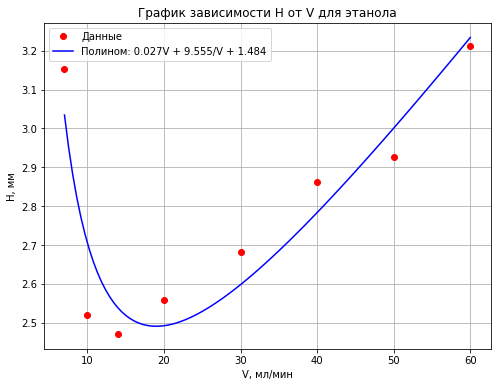 График зависимости H от V для этанола
Данные
Полином: 0.027V + 9.555/V + 1.484
3.2
3.1
3.0
2.9
2.8
2.7
2.6
2.5
H, мм
10 20 30 40 50 60
V, мл/мин